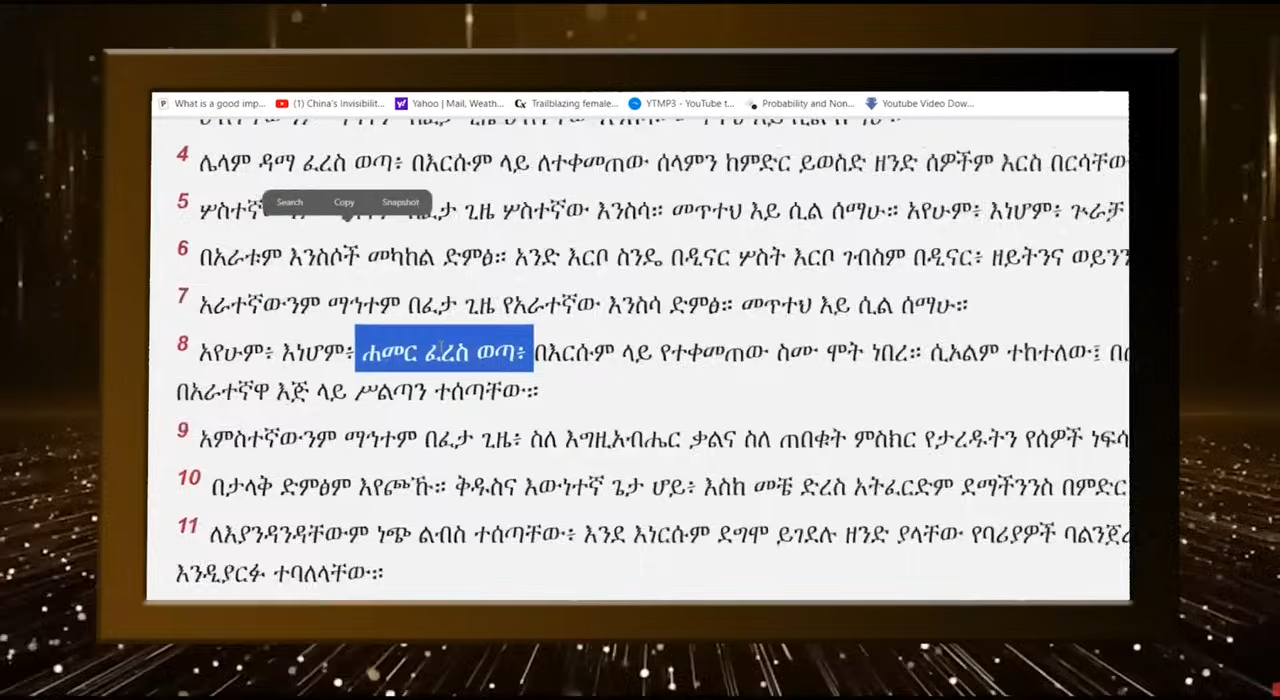 What is a good imp... (1) China's Invisibilit... Yahoo | Mail, Weath... Trailblazing female... YTMP3 - YouTube t... Probability and Non... Youtube Video Dow...
4 ሌላም ዳማ ፈረስ ወጣ፥ በእርሱም ላይ ለተቀመጠው ሰላምን ከምድር ይወስድ ዘንድ ሰዎችም እርስ በርሳቸው
Search Copy Snapshot
5 ጊዜ ሦስተኛው እንስሳ። መጥተህ እይ ሲል ሰማሁ። አየሁም፥ እነሆም፥ ጕራቻ
6 በአራቱም እንስሶች መካከል ድምፅ። አንድ እርቦ ስንዴ በዲናር ሦስት እርቦ ገብስም በዲናር፥ ዘይትንና ወይንን
7 አራተኛውንም ማኅተም በፈታ ጊዜ የአራተኛው እንስሳ ድምፅ። መጥተህ እይ ሲል ሰማሁ።
8 አየሁም፥ እነሆም፥ ሐመር ፈረስ ወጣ፥ በእርሱም ላይ የተቀመጠው ስሙ ሞት ነበረ። ሲኦልም ተከተለው፤
በአራተኛዋ እጅ ላይ ሥልጣን ተሰጣቸው።
9 አምስተኛውንም ማኅተም በፈታ ጊዜ፥ ስለ እግዚአብሔር ቃልና ስለ ጠበቁት ምስክር የታረዱትን የሰዎች
10 በታላቅ ድምፅም እየጮኹ። ቅዱስና እውነተኛ ጌታ ሆይ፥ እስከ መቼ ድረስ አትፈርድም ደማችንንስ በምድር
11 ለእያንዳንዳቸውም ነጭ ልብስ ተሰጣቸው፥ እንደ እነርሱም ደግሞ ይገደሉ ዘንድ ያላቸው የባሪያዎች
እንዲያርፉ ተባለላቸው።